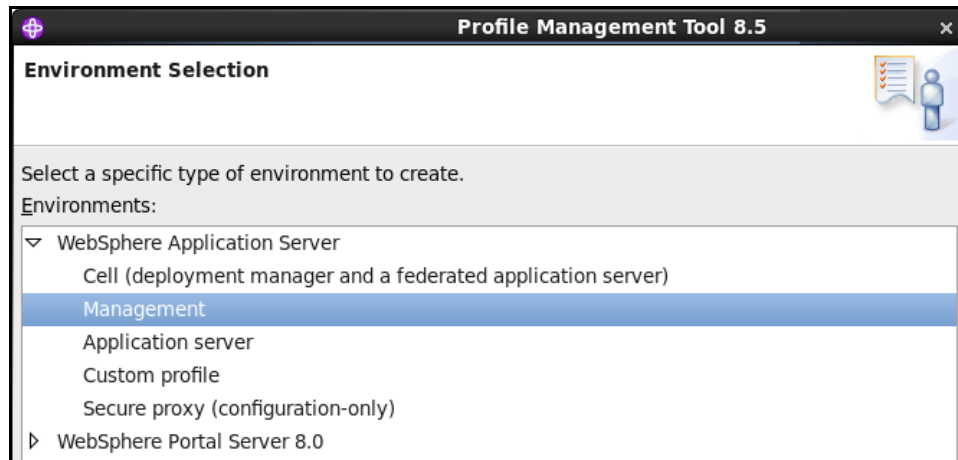 Profile Management Tool 8.5
Environment Selection
Select a specific type of environment to create.
Environments:
WebSphere Application Server
Cell (deployment manager and a federated application server)
Management
Application server
Custom profile
Secure proxy (configuration-only)
WebSphere Portal Server 8.0